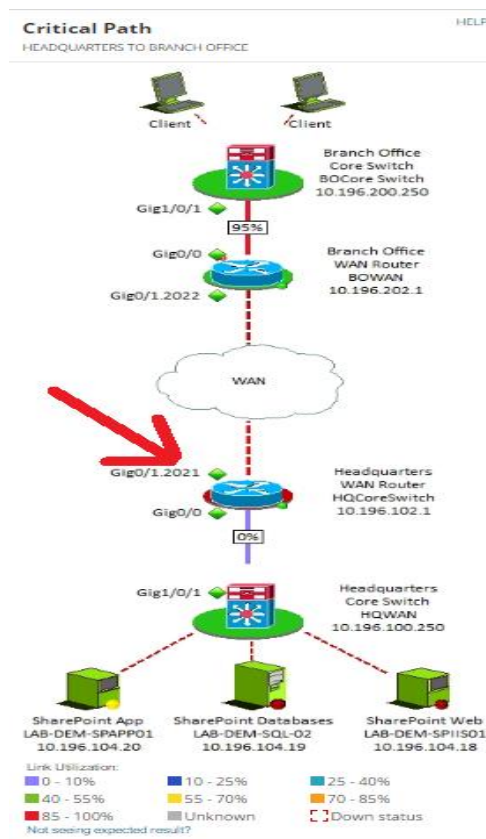 Critical Path
HELP
HEADQUARTERS TO BRANCH OFFICE
Client
Client
Branch Office
Core Switch
BOCore Switch
10.196.200.250
Gig1/0/1
95%
Gig0/0
Branch Office
WAN Router
BOWAN
10.196.202.1
Gig0/1.2022
WAN
Gig0/1.2021
Headquarters
WAN Router
HQCoreSwitch
10.196.102.1
Gig0/0
0%
Gig1/0/1
Headquarters
Core Switch
HQWAN
10.196.100.250
SharePoint App
LAB-DEM-SPAPP01
10.196.104.20
SharePoint Databases
LAB-DEM-SQL-02
10.196.104.19
SharePoint Web
LAB-DEM-SPIIS01
10.196.104.18
Link Utilization:
0 - 10% 10 - 25% 25 - 40%
40 - 55% 55 - 70% 70 - 85%
85 - 100% Unknown Down status
Not seeing expected result?